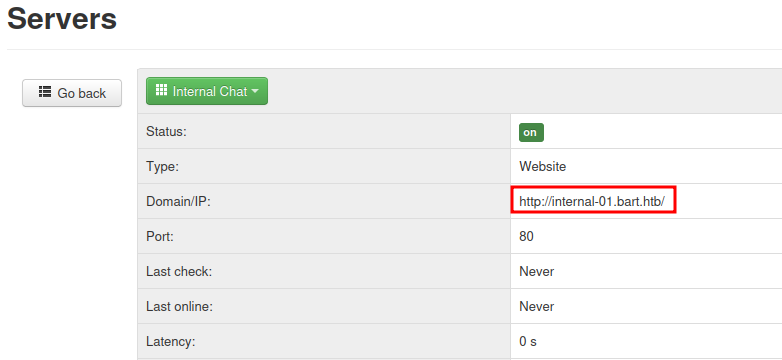 Servers
Go back
Internal Chat
Status: on
Type: Website
Domain/IP: http://internal-01.bart.htb/
Port: 80
Last check: Never
Last online: Never
Latency: 0 s